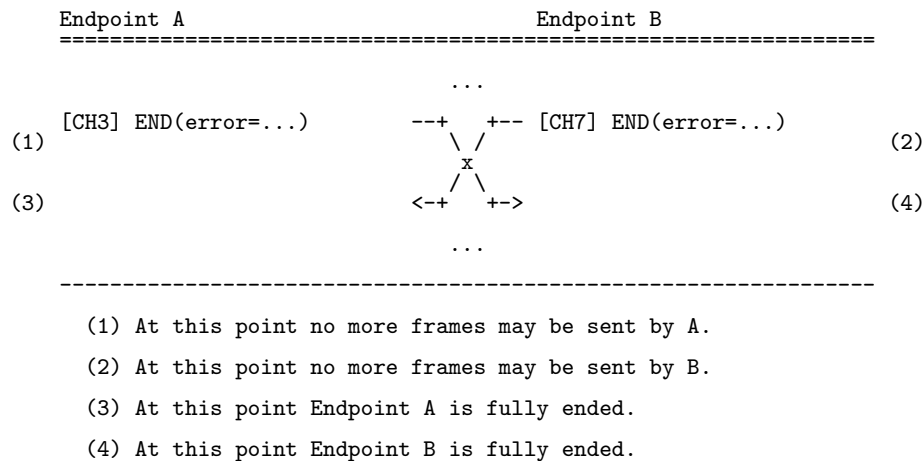 Endpoint A                                   Endpoint B
=================================================================
...
[CH3] END(error=...)        --+   +-- [CH7] END(error=...)
(1)                              \ /                              (2)
x
/ \
(3)                           <-+   +->                           (4)
...
-----------------------------------------------------------------
(1) At this point no more frames may be sent by A.
(2) At this point no more frames may be sent by B.
(3) At this point Endpoint A is fully ended.
(4) At this point Endpoint B is fully ended.